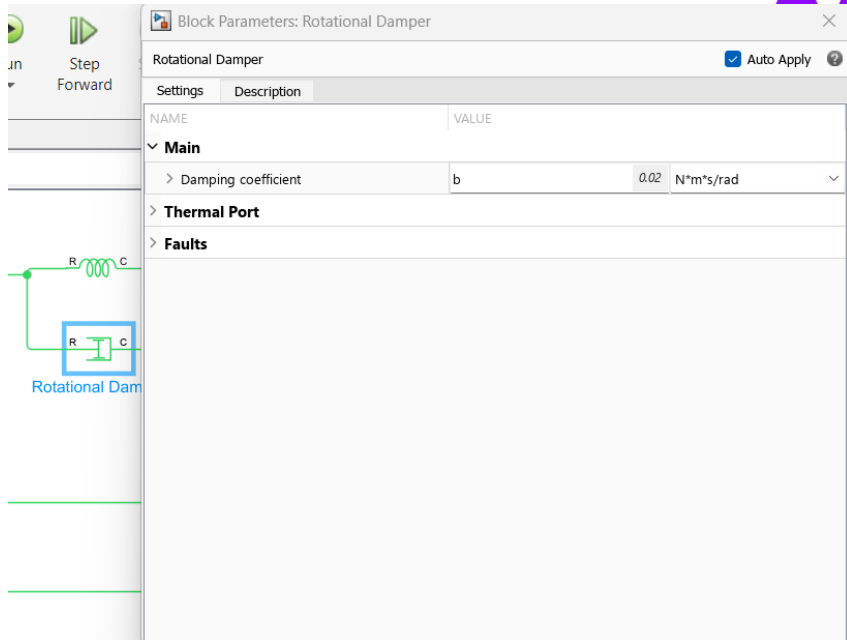 Block Parameters: Rotational Damper
un
Step
Forward
Rotational Damper
Auto Apply
Settings
Description
NAME
VALUE
Main
Damping coefficient
b
0.02
N*m*s/rad
Thermal Port
Faults
R
C
R
C
Rotational Dam